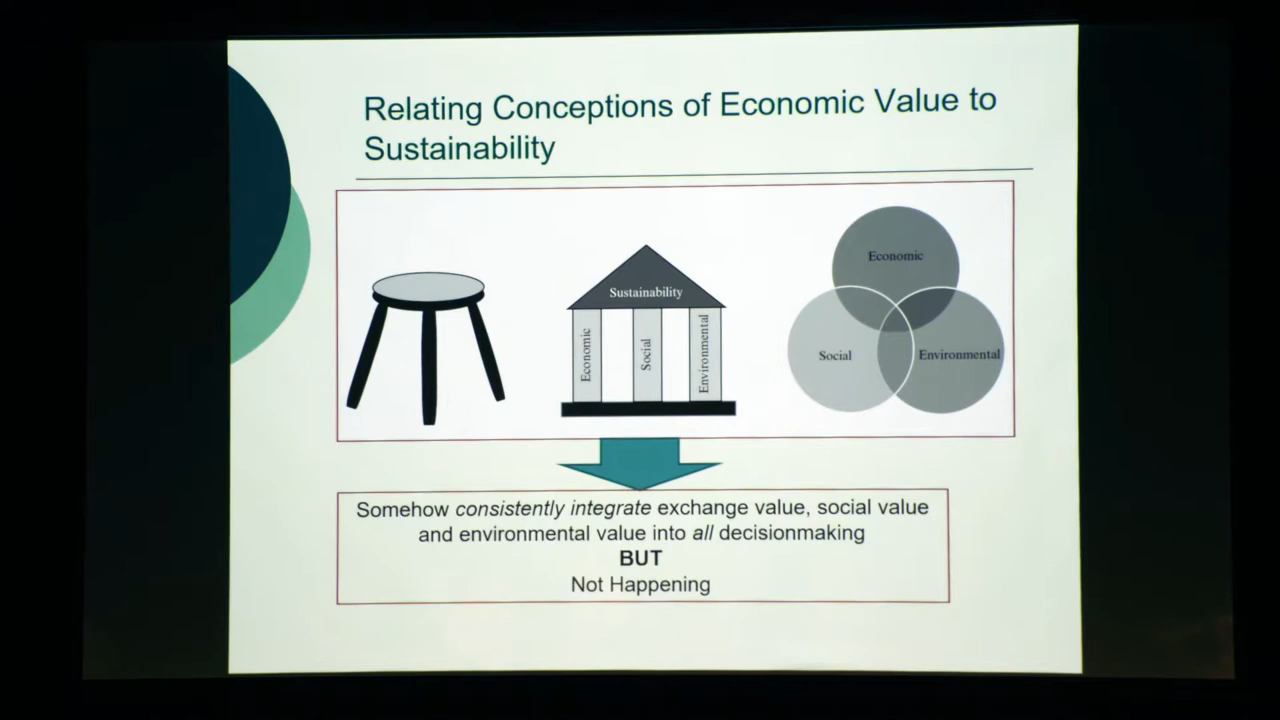 Relating Conceptions of Economic Value to
Sustainability
Sustainability
Economic
Social
Environmental
Economic
Social
Environmental
Somehow consistently integrate exchange value, social value
and environmental value into all decisionmaking
BUT
Not Happening